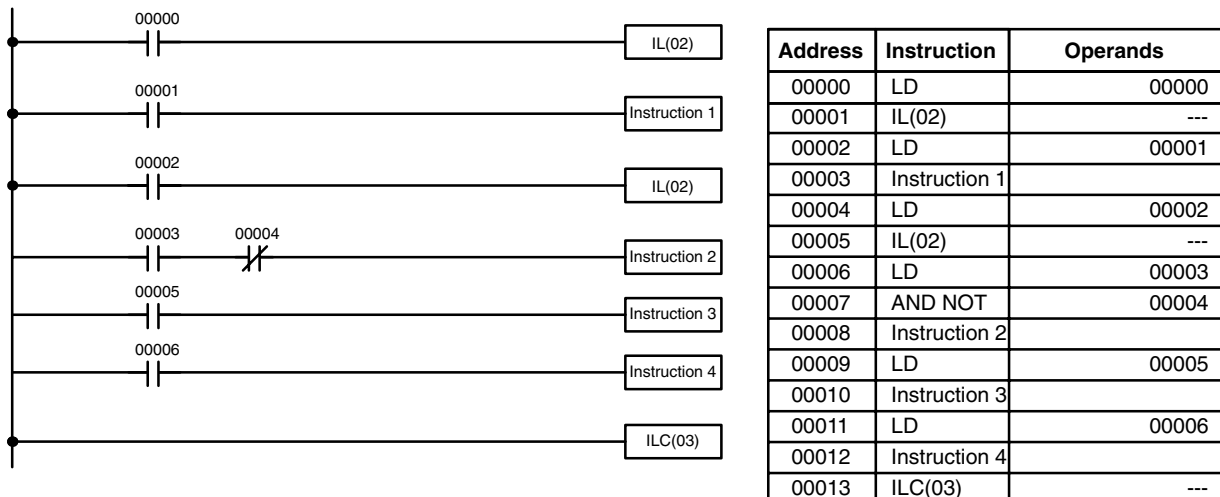 00000
IL(02)
00001
Instruction 1
00002
IL(02)
00003 00004
Instruction 2
00005
Instruction 3
00006
Instruction 4
ILC(03)
Address Instruction Operands
00000 LD 00000
00001 IL(02) ---
00002 LD 00001
00003 Instruction 1
00004 LD 00002
00005 IL(02) ---
00006 LD 00003
00007 AND NOT 00004
00008 Instruction 2
00009 LD 00005
00010 Instruction 3
00011 LD 00006
00012 Instruction 4
00013 ILC(03) ---